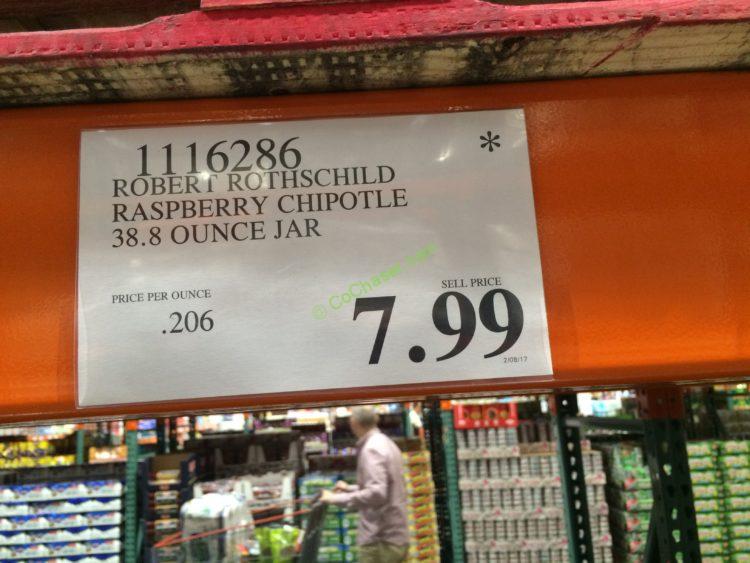 1116286
*
ROBERT ROTHSCHILD
RASPBERRY CHIPOTLE
38.8 OUNCE JAR
PRICE PER OUNCE
.206
SELL PRICE
7.99
2/08/17
© CoChaser.com